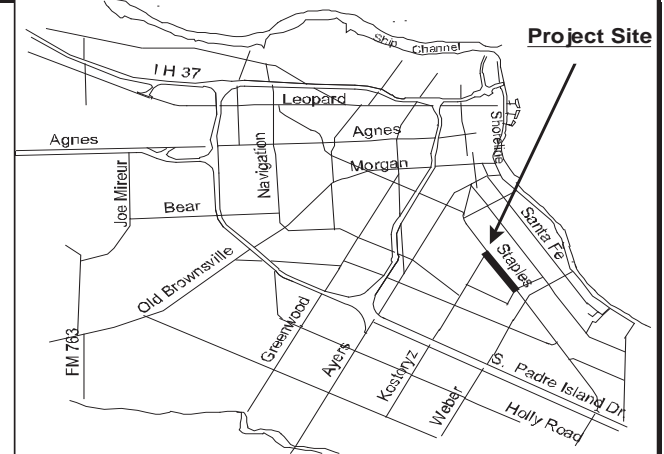 Project Site
Ship Channel
I H 37
Leopard
Shoreline
Agnes
Agnes
Navigation
Morgan
Joe Mireur
Bear
Santa Fe
Staples
Old Brownsville
Greenwood
FM 763
Ayers
Kostoryz
Weber
S. Padre Island Dr
Holly Road